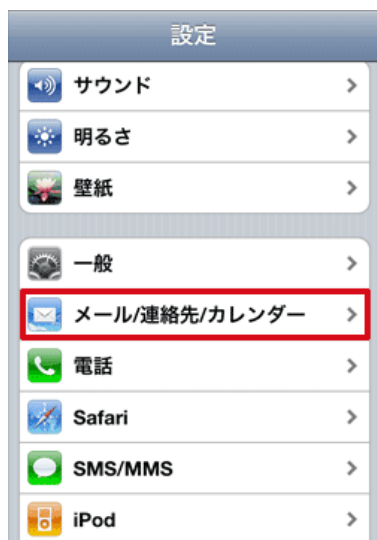 設定
サウンド
明るさ
壁紙
一般
メール/連絡先/カレンダー
電話
Safari
SMS/MMS
iPod